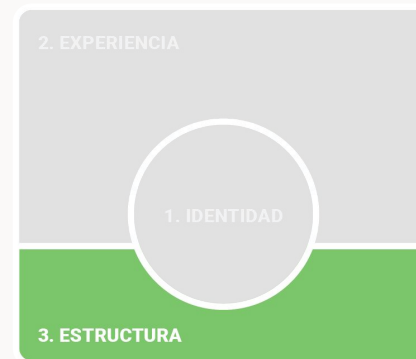 2. EXPERIENCIA
1. IDENTIDAD
3. ESTRUCTURA